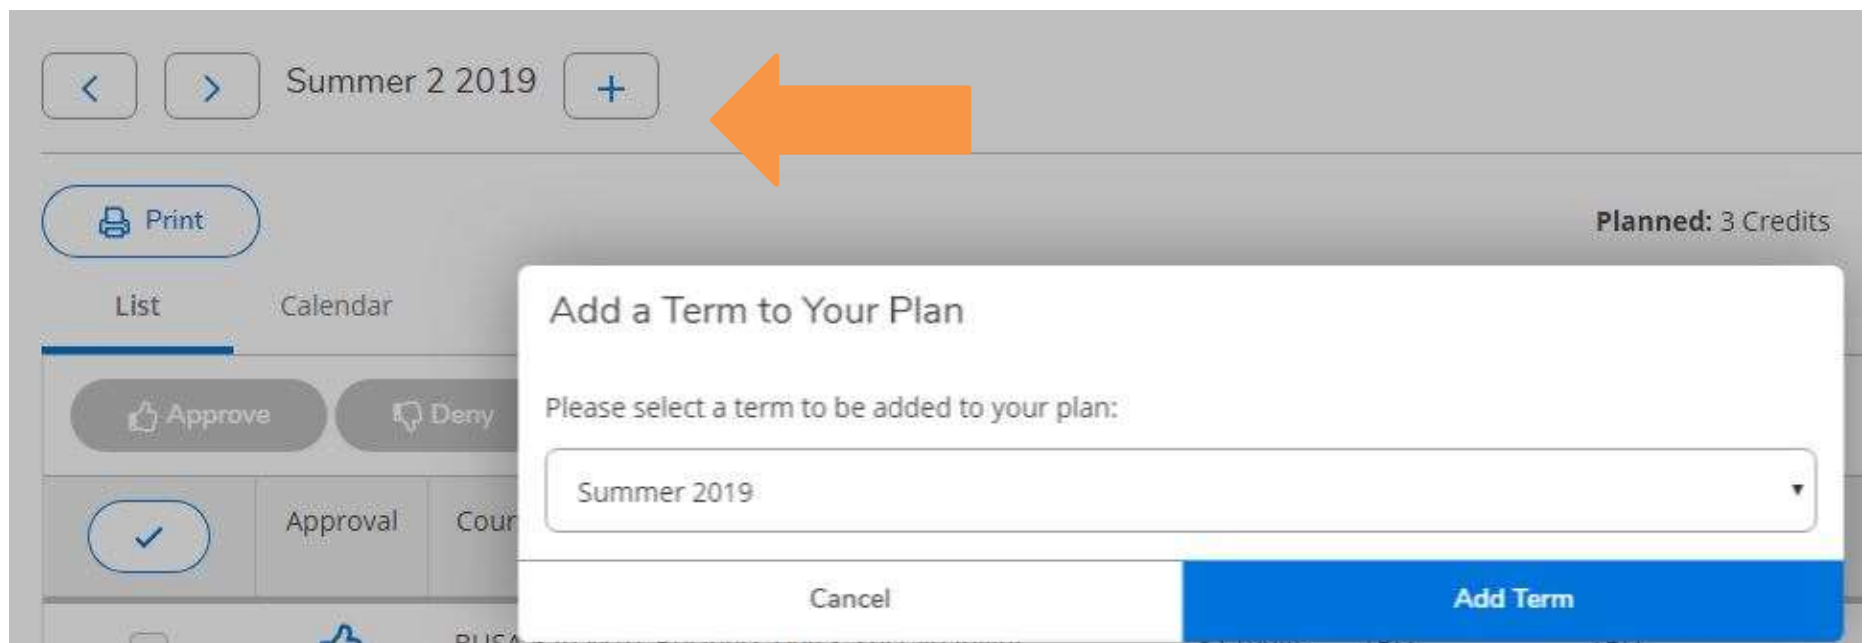 Summer 2 2019
Print
Planned: 3 Credits
List Calendar
Add a Term to Your Plan
Approve Deny
Please select a term to be added to your plan:
Summer 2019
Approval
Cancel Add Term